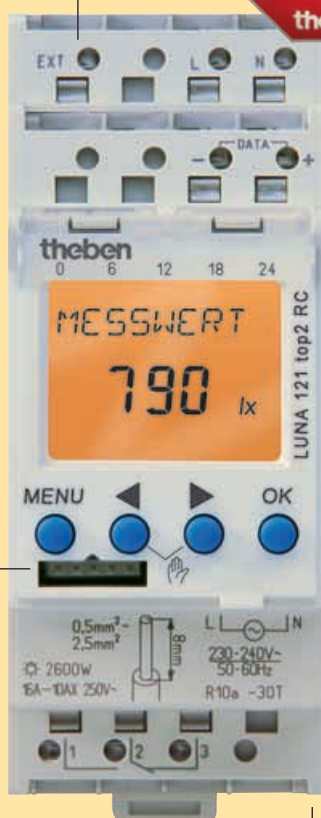 the
EXT L N
- DATA +
theben
0 6 12 18 24
MESSWERT
790 lx
LUNA 121 top2 RC
MENU OK
0,5mm²-
2,5mm²
8mm
L N
230-240V~
50-60Hz
2600W
16A-10AX 250V~
R10a -30T
1 2 3